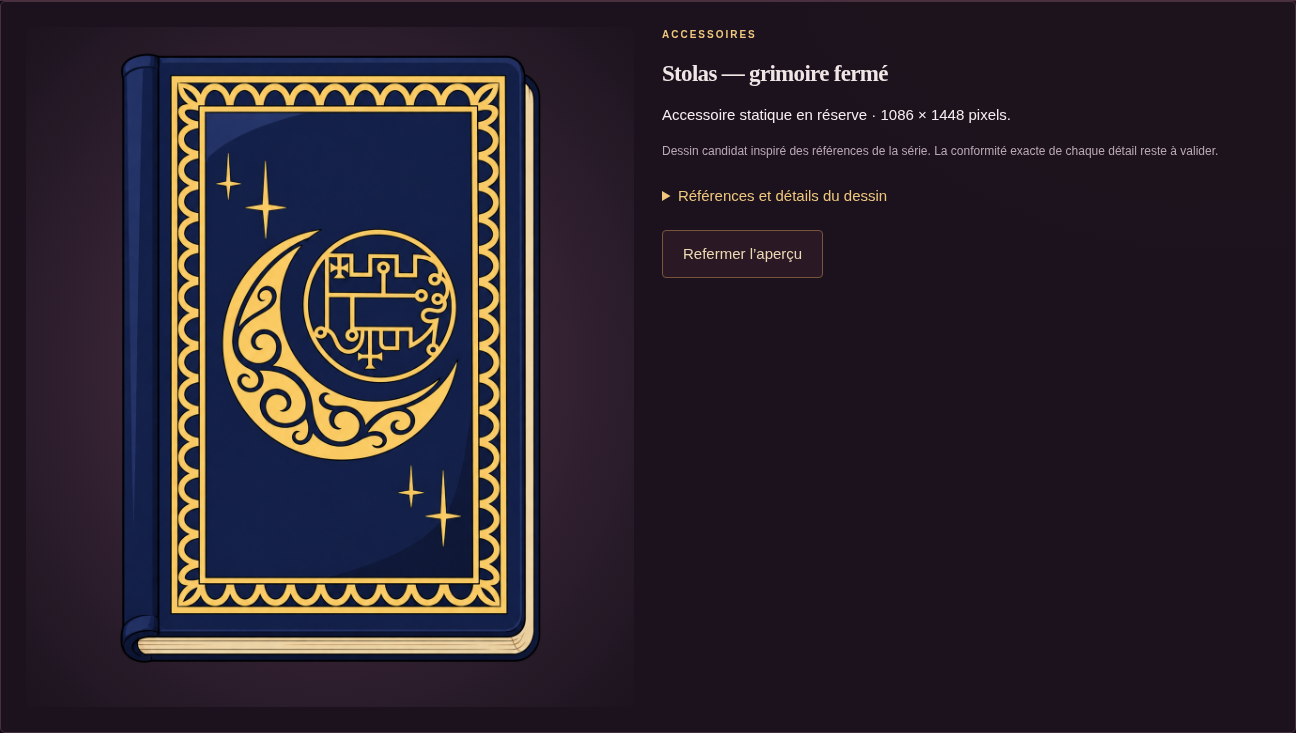 ACCESSOIRES
Stolas — grimoire fermé
Accessoire statique en réserve · 1086 × 1448 pixels.
Dessin candidat inspiré des références de la série. La conformité exacte de chaque détail reste à valider.
Références et détails du dessin
Refermer l’aperçu